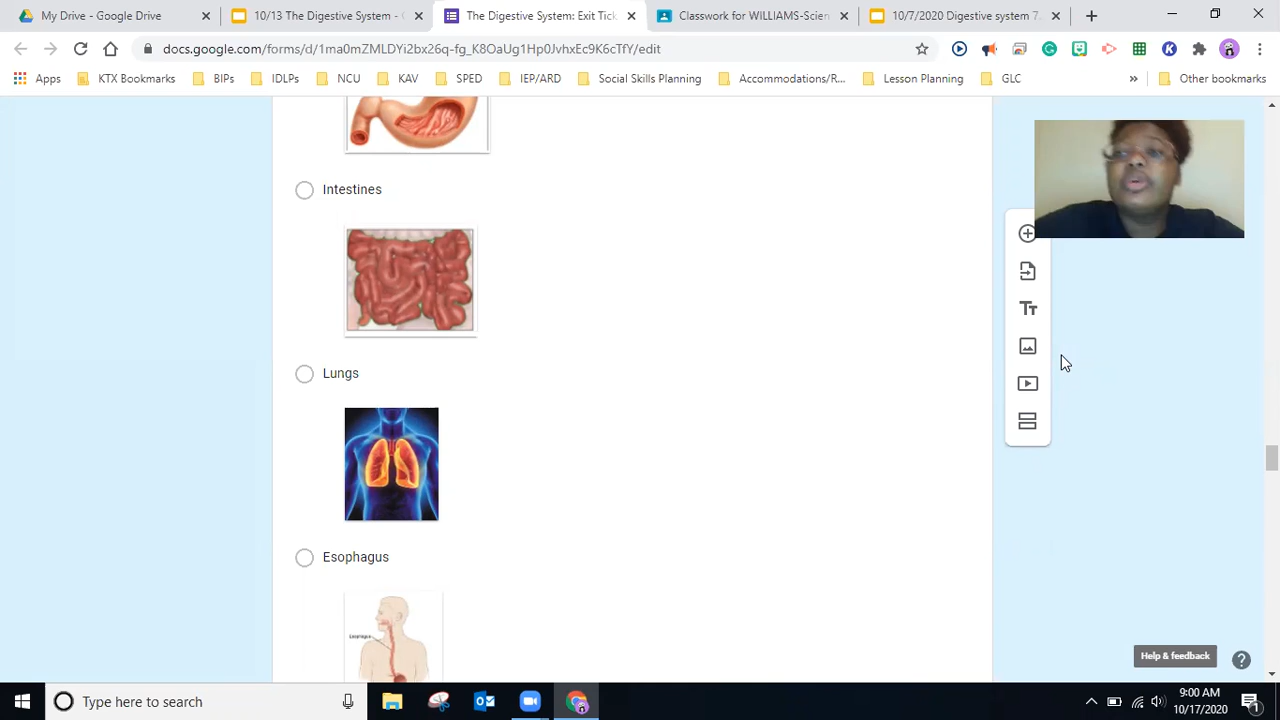 My Drive - Google Drive
10/13 The Digestive System
The Digestive System: Exit Tick
Classwork for WILLIAMS-Scien
10/7/2020 Digestive system 7.
docs.google.com/forms/d/1ma0mZMLDYi2bx26q-fg_K8OaUg1Hp0JvhxEc9K6cTfY/edit
Apps KTX Bookmarks BIPs IDLPs NCU KAV SPED IEP/ARD Social Skills Planning Accommodations/R... Lesson Planning GLC » Other bookmarks
Intestines
Lungs
Esophagus
Esophagus
Tт
Help & feedback
Type here to search
9:00 AM
10/17/2020
1